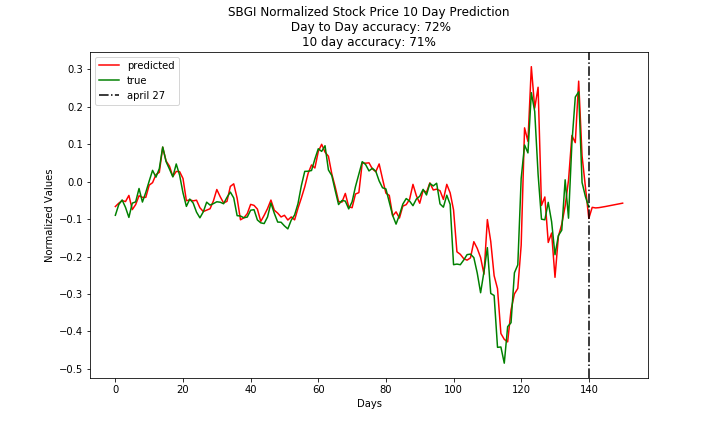 SBGI Normalized Stock Price 10 Day Prediction
Day to Day accuracy: 72%
10 day accuracy: 71%
predicted
true
april 27
Normalized Values
0.3
0.2
0.1
0.0
−0.1
−0.2
−0.3
−0.4
−0.5
0 20 40 60 80 100 120 140
Days